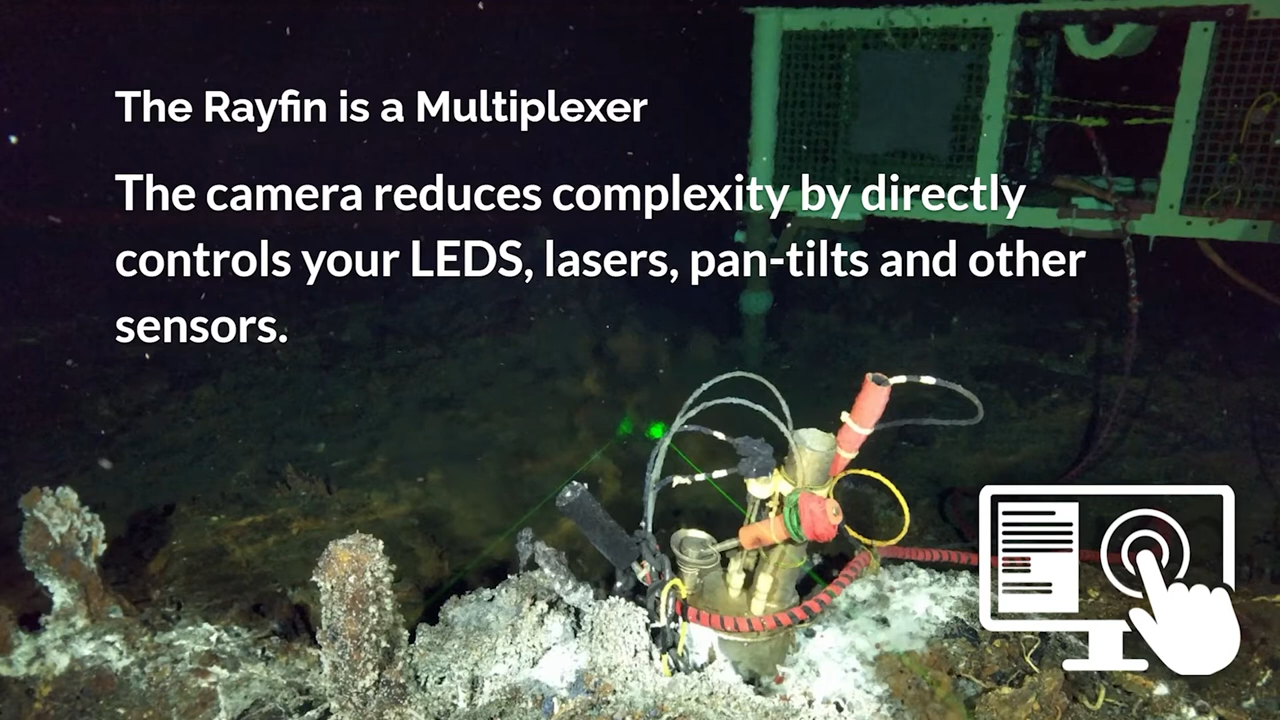 The Rayfin is a Multiplexer
The camera reduces complexity by directly
controls your LEDS, lasers, pan-tilts and other
sensors.